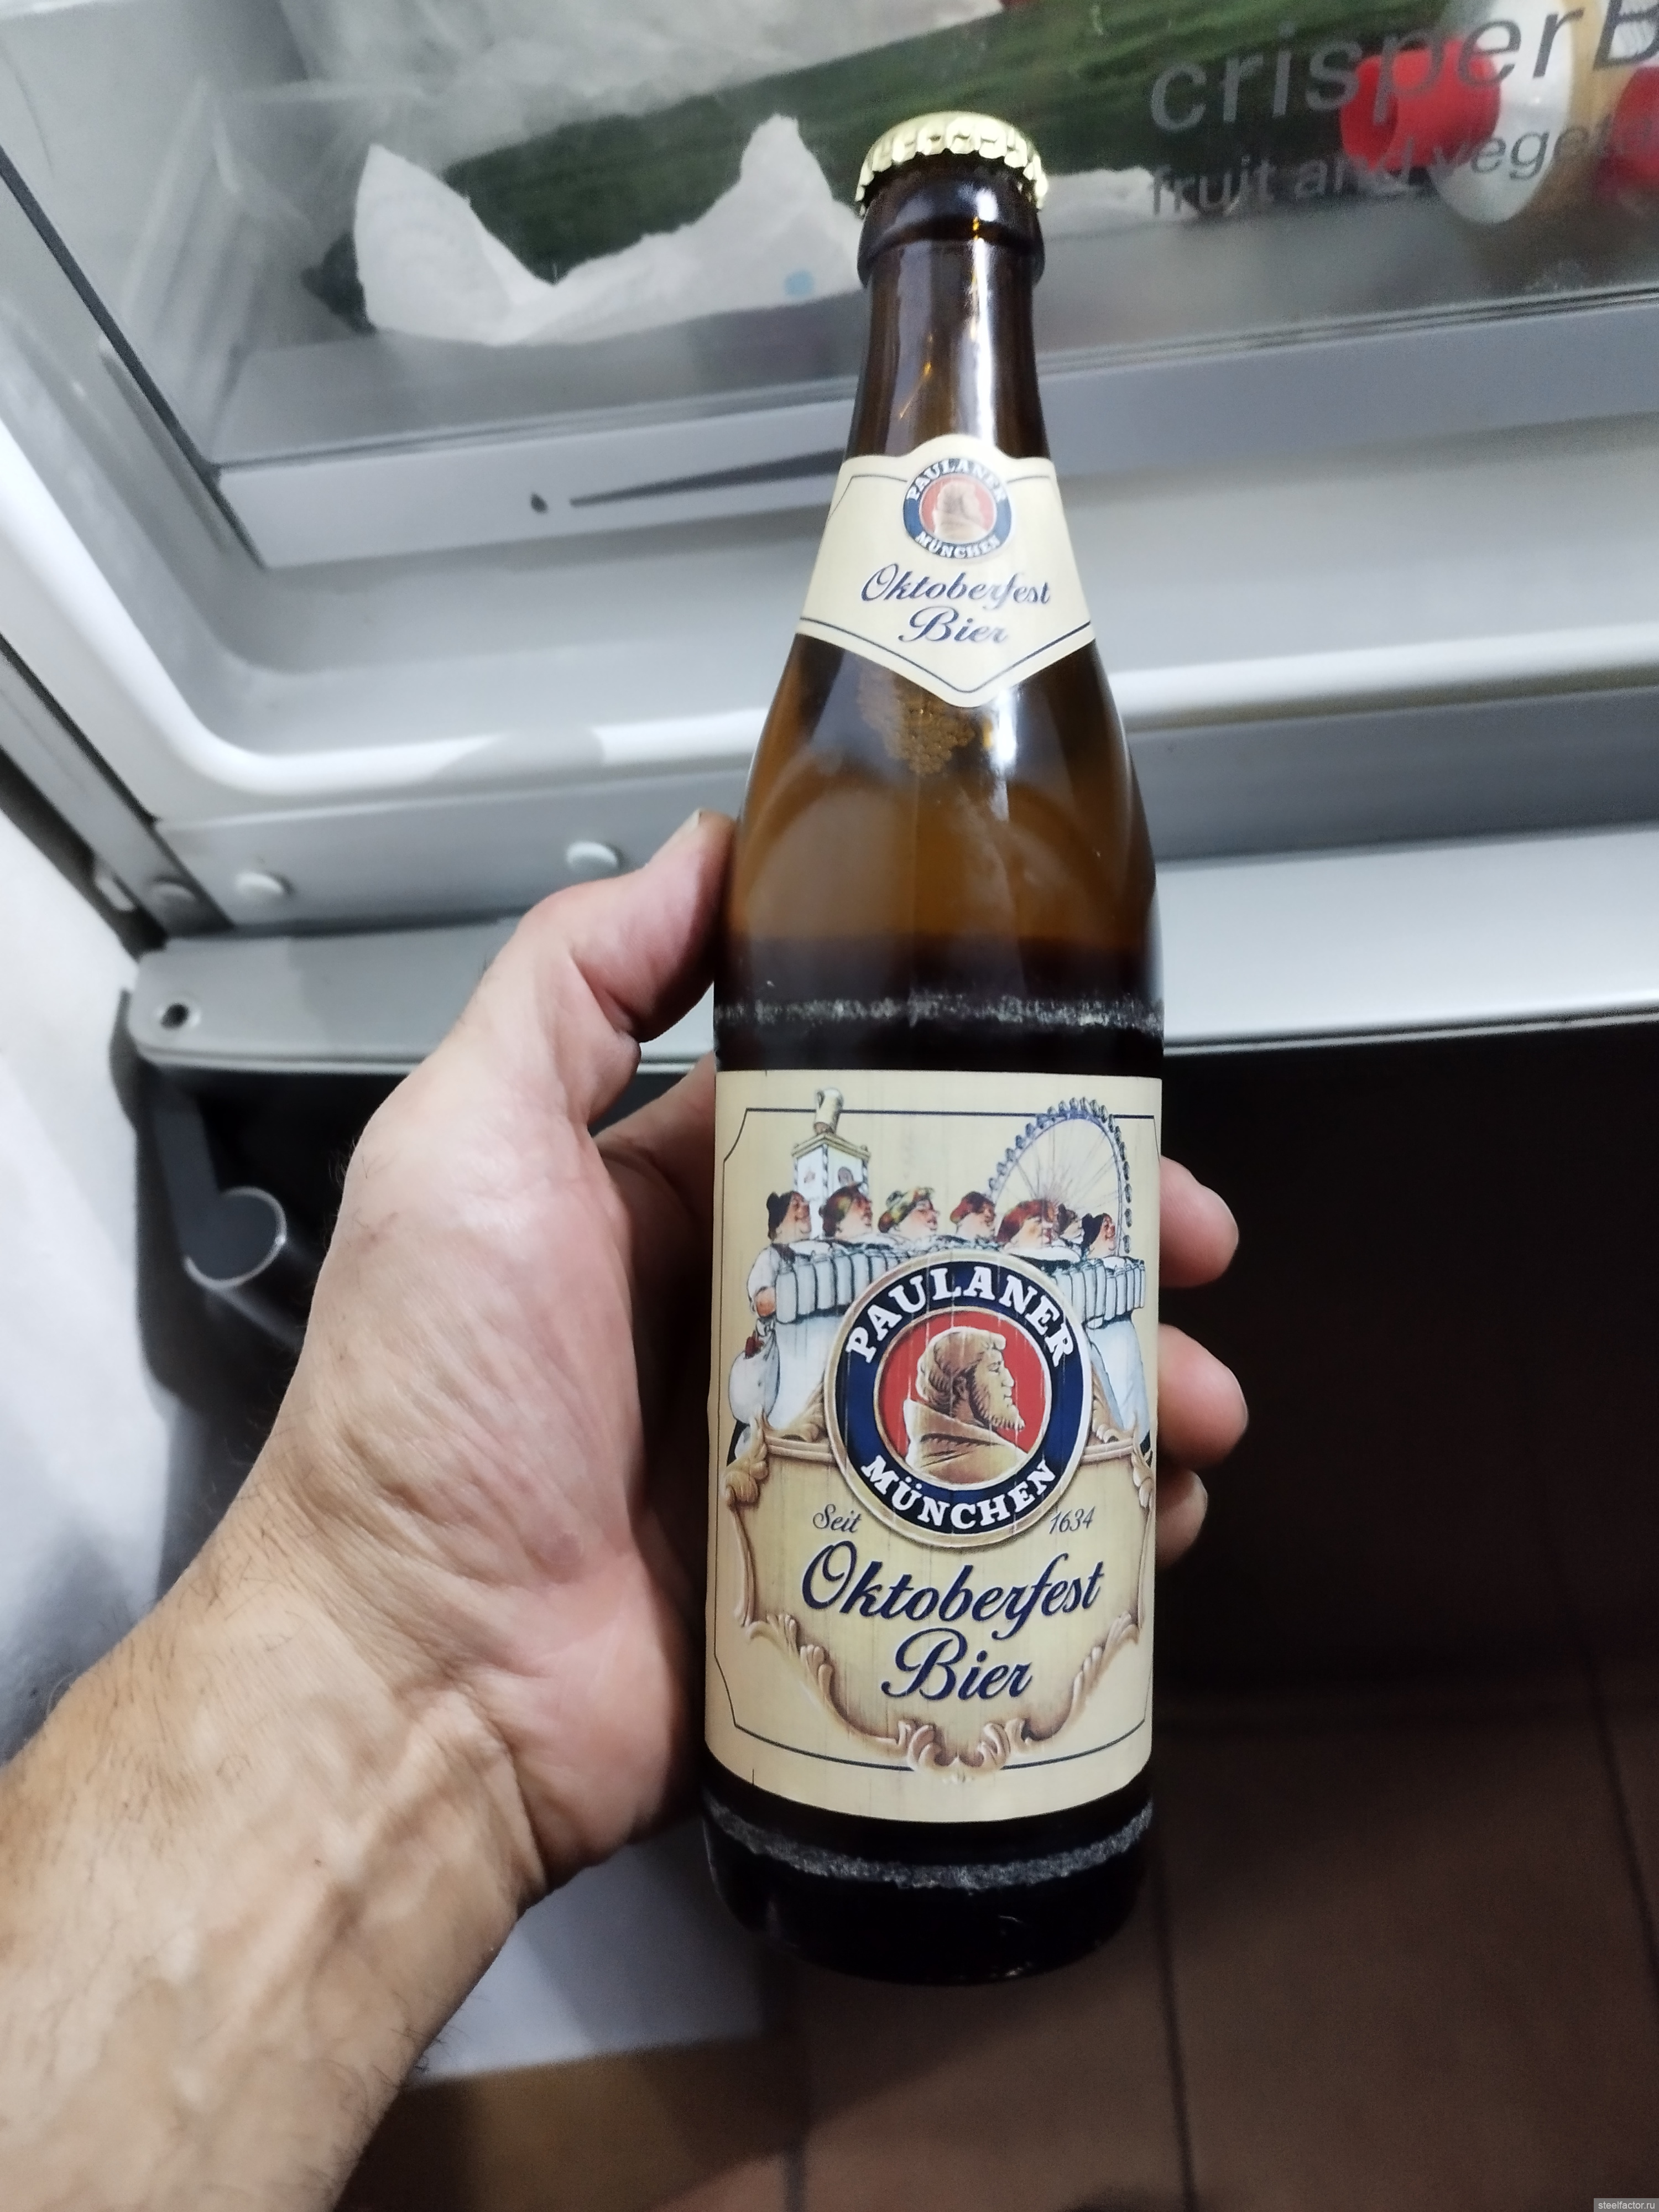 crisperB
fruit and veget
PAULANER
MÜNCHEN
Oktoberfest
Bier
PAULANER
MÜNCHEN
Seit 1634
Oktoberfest
Bier
steelfactor.ru